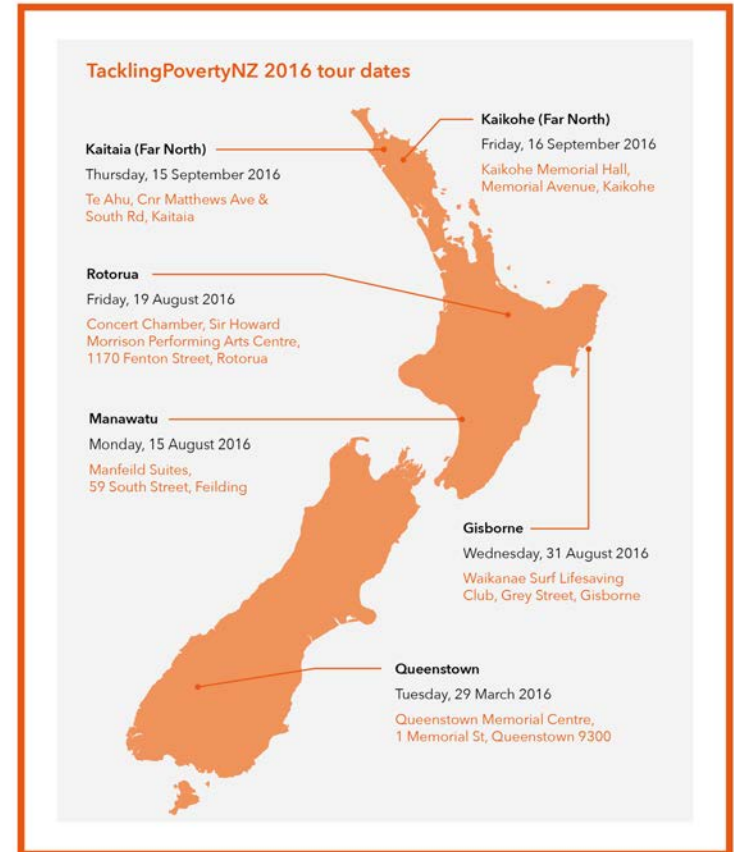 TacklingPovertyNZ 2016 tour dates
Kaikohe (Far North)
Friday, 16 September 2016
Kaikohe Memorial Hall,
Memorial Avenue, Kaikohe
Kaitaia (Far North)
Thursday, 15 September 2016
Te Ahu, Cnr Matthews Ave &
South Rd, Kaitaia
Rotorua
Friday, 19 August 2016
Concert Chamber, Sir Howard
Morrison Performing Arts Centre,
1170 Fenton Street, Rotorua
Manawatu
Monday, 15 August 2016
Manfeild Suites,
59 South Street, Feilding
Gisborne
Wednesday, 31 August 2016
Waikanae Surf Lifesaving
Club, Grey Street, Gisborne
Queenstown
Tuesday, 29 March 2016
Queenstown Memorial Centre,
1 Memorial St, Queenstown 9300